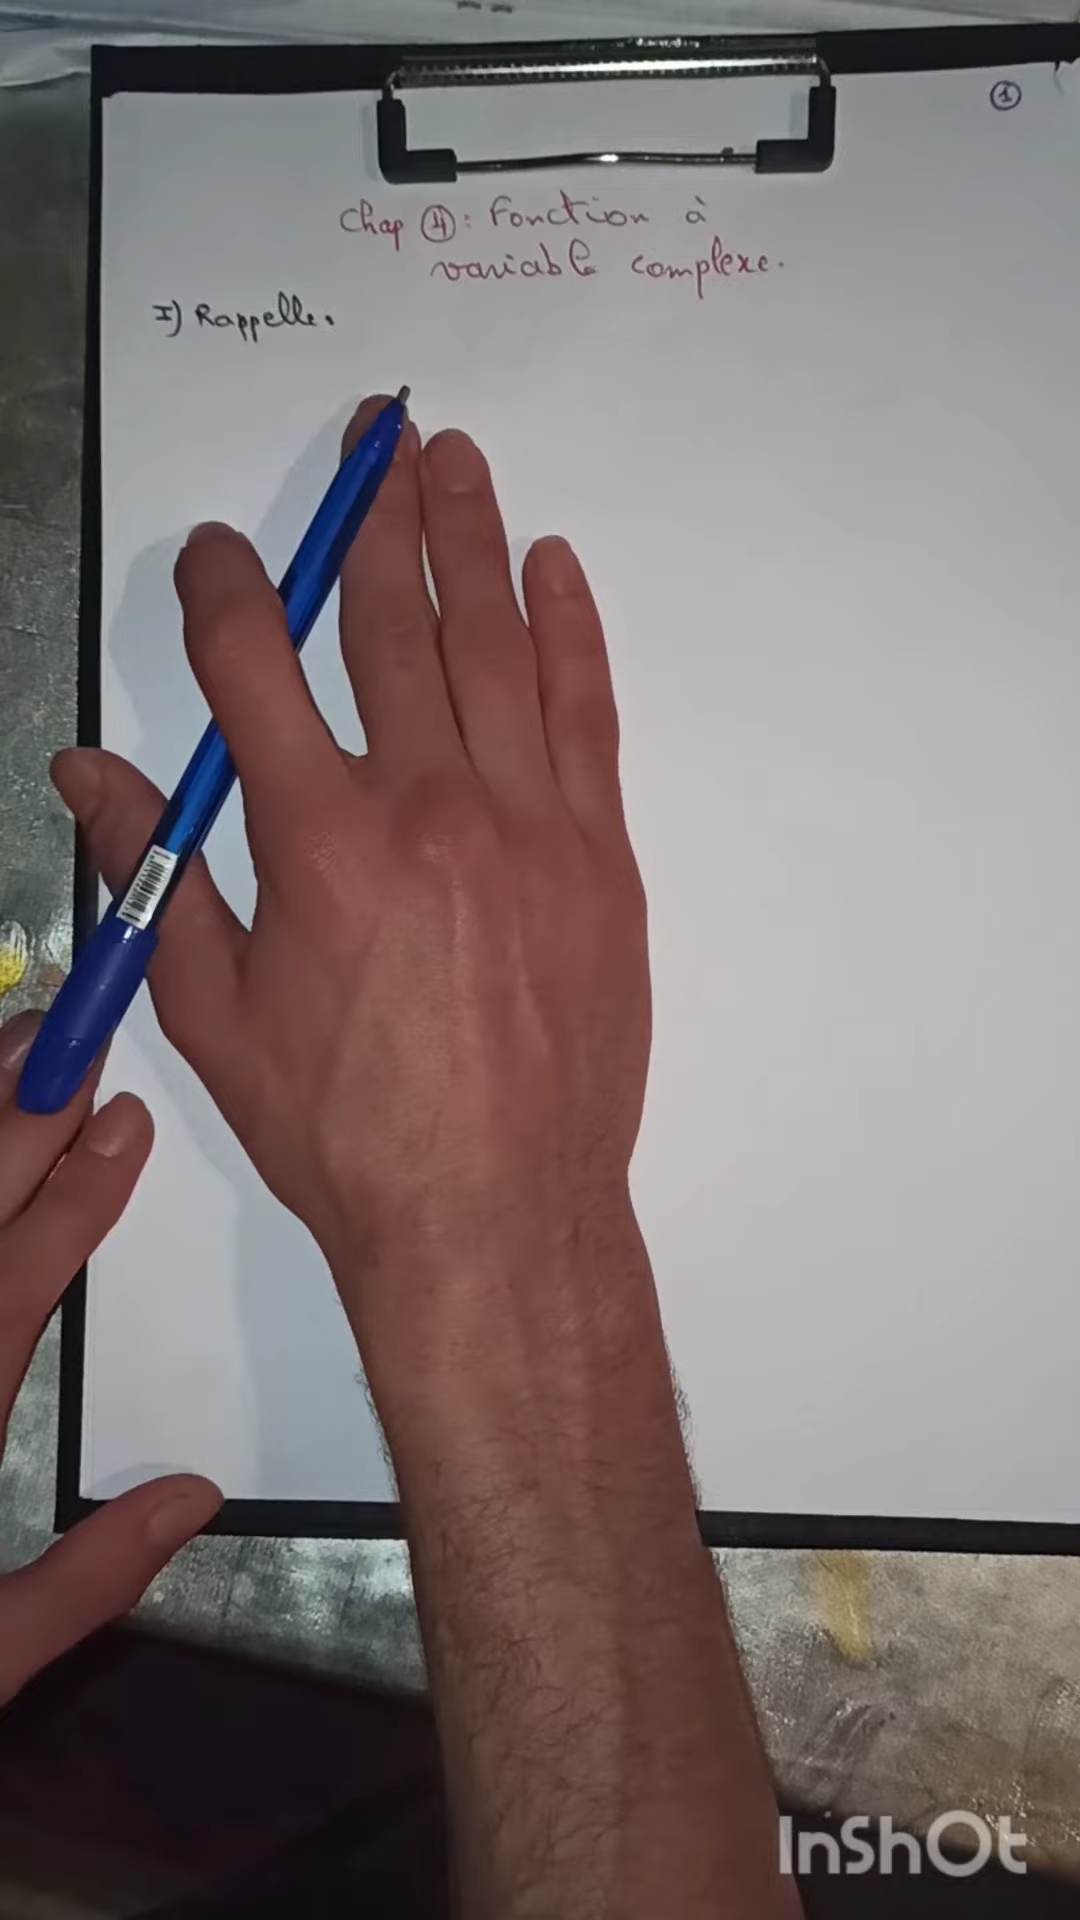 ①
Chap ④: Fonction à
variable complexe.
I) Rappelle.
InShOt